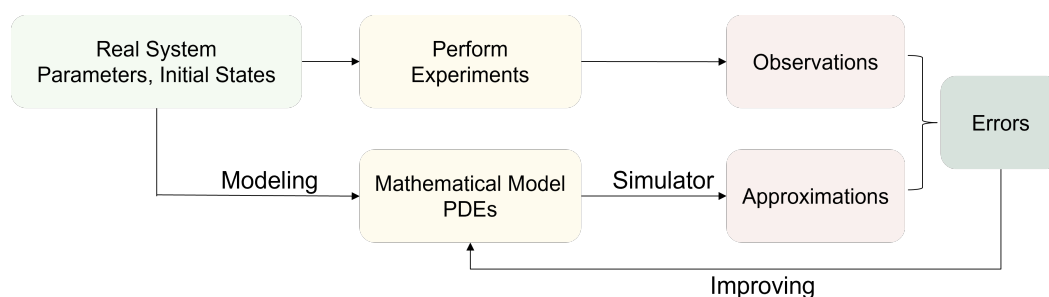 Real System
Parameters, Initial States
Perform
Experiments
Observations
Errors
Modeling
Mathematical Model
PDEs
Simulator
Approximations
Improving